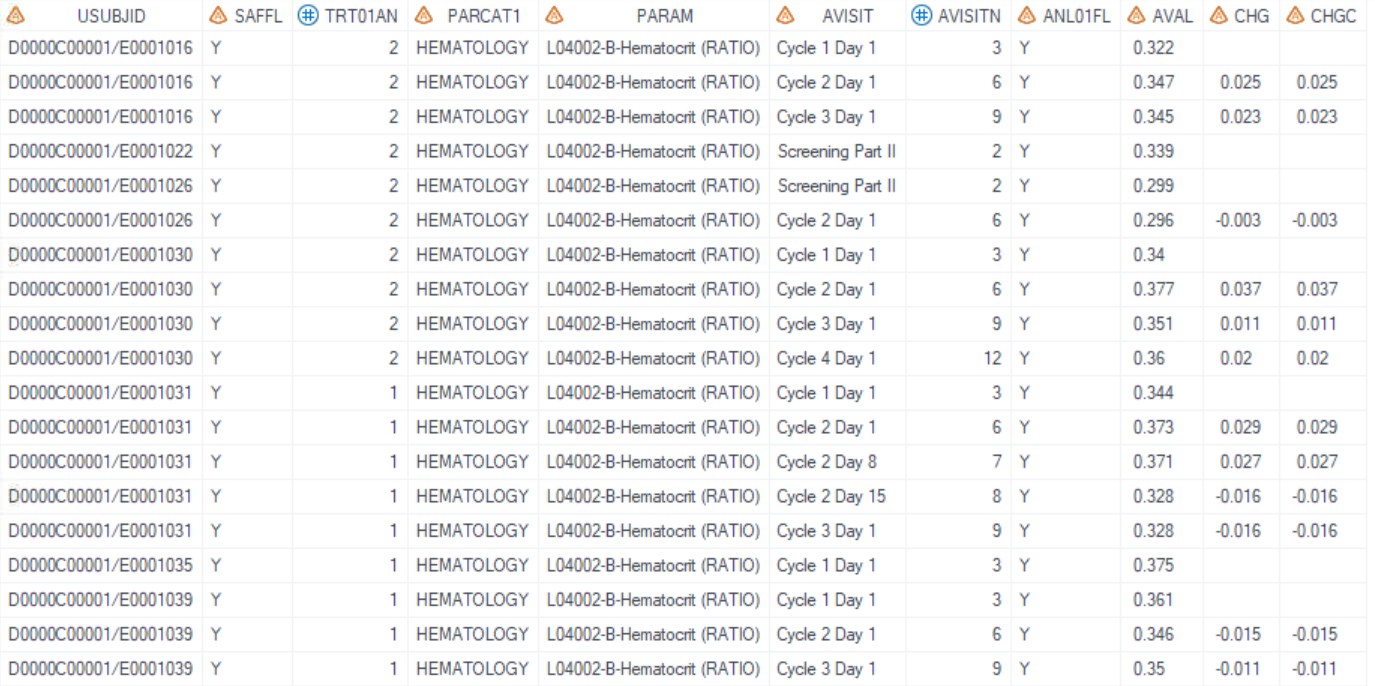 USUBJID SAFFL TRT01AN PARCAT1 PARAM AVISIT AVISITN ANL01FL AVAL CHG CHGC
D0000C00001/E0001016 Y 2 HEMATOLOGY L04002-B-Hematocrit (RATIO) Cycle 1 Day 1 3 Y 0.322
D0000C00001/E0001016 Y 2 HEMATOLOGY L04002-B-Hematocrit (RATIO) Cycle 2 Day 1 6 Y 0.347 0.025 0.025
D0000C00001/E0001016 Y 2 HEMATOLOGY L04002-B-Hematocrit (RATIO) Cycle 3 Day 1 9 Y 0.345 0.023 0.023
D0000C00001/E0001022 Y 2 HEMATOLOGY L04002-B-Hematocrit (RATIO) Screening Part II 2 Y 0.339
D0000C00001/E0001026 Y 2 HEMATOLOGY L04002-B-Hematocrit (RATIO) Screening Part II 2 Y 0.299
D0000C00001/E0001026 Y 2 HEMATOLOGY L04002-B-Hematocrit (RATIO) Cycle 2 Day 1 6 Y 0.296 -0.003 -0.003
D0000C00001/E0001030 Y 2 HEMATOLOGY L04002-B-Hematocrit (RATIO) Cycle 1 Day 1 3 Y 0.34
D0000C00001/E0001030 Y 2 HEMATOLOGY L04002-B-Hematocrit (RATIO) Cycle 2 Day 1 6 Y 0.377 0.037 0.037
D0000C00001/E0001030 Y 2 HEMATOLOGY L04002-B-Hematocrit (RATIO) Cycle 3 Day 1 9 Y 0.351 0.011 0.011
D0000C00001/E0001030 Y 2 HEMATOLOGY L04002-B-Hematocrit (RATIO) Cycle 4 Day 1 12 Y 0.36 0.02 0.02
D0000C00001/E0001031 Y 1 HEMATOLOGY L04002-B-Hematocrit (RATIO) Cycle 1 Day 1 3 Y 0.344
D0000C00001/E0001031 Y 1 HEMATOLOGY L04002-B-Hematocrit (RATIO) Cycle 2 Day 1 6 Y 0.373 0.029 0.029
D0000C00001/E0001031 Y 1 HEMATOLOGY L04002-B-Hematocrit (RATIO) Cycle 2 Day 8 7 Y 0.371 0.027 0.027
D0000C00001/E0001031 Y 1 HEMATOLOGY L04002-B-Hematocrit (RATIO) Cycle 2 Day 15 8 Y 0.328 -0.016 -0.016
D0000C00001/E0001031 Y 1 HEMATOLOGY L04002-B-Hematocrit (RATIO) Cycle 3 Day 1 9 Y 0.328 -0.016 -0.016
D0000C00001/E0001035 Y 1 HEMATOLOGY L04002-B-Hematocrit (RATIO) Cycle 1 Day 1 3 Y 0.375
D0000C00001/E0001039 Y 1 HEMATOLOGY L04002-B-Hematocrit (RATIO) Cycle 1 Day 1 3 Y 0.361
D0000C00001/E0001039 Y 1 HEMATOLOGY L04002-B-Hematocrit (RATIO) Cycle 2 Day 1 6 Y 0.346 -0.015 -0.015
D0000C00001/E0001039 Y 1 HEMATOLOGY L04002-B-Hematocrit (RATIO) Cycle 3 Day 1 9 Y 0.35 -0.011 -0.011